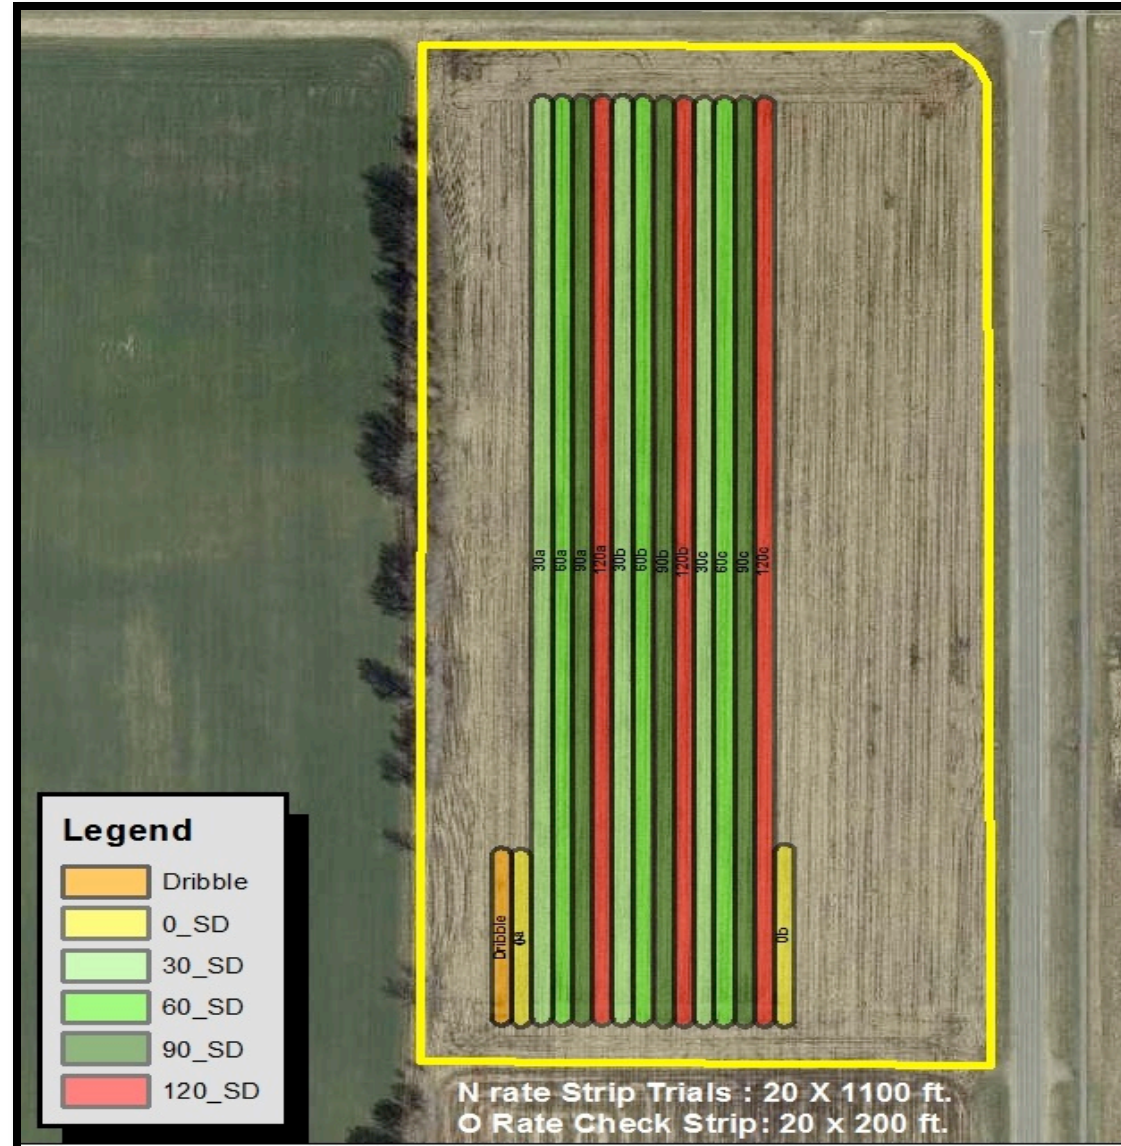 30a 60a 90a 120a 30b 60b 90b 120b 30c 60c 90c 120c
Dribble 0a 0b
Legend
Dribble
0_SD
30_SD
60_SD
90_SD
120_SD
N rate Strip Trials : 20 X 1100 ft.
O Rate Check Strip: 20 x 200 ft.